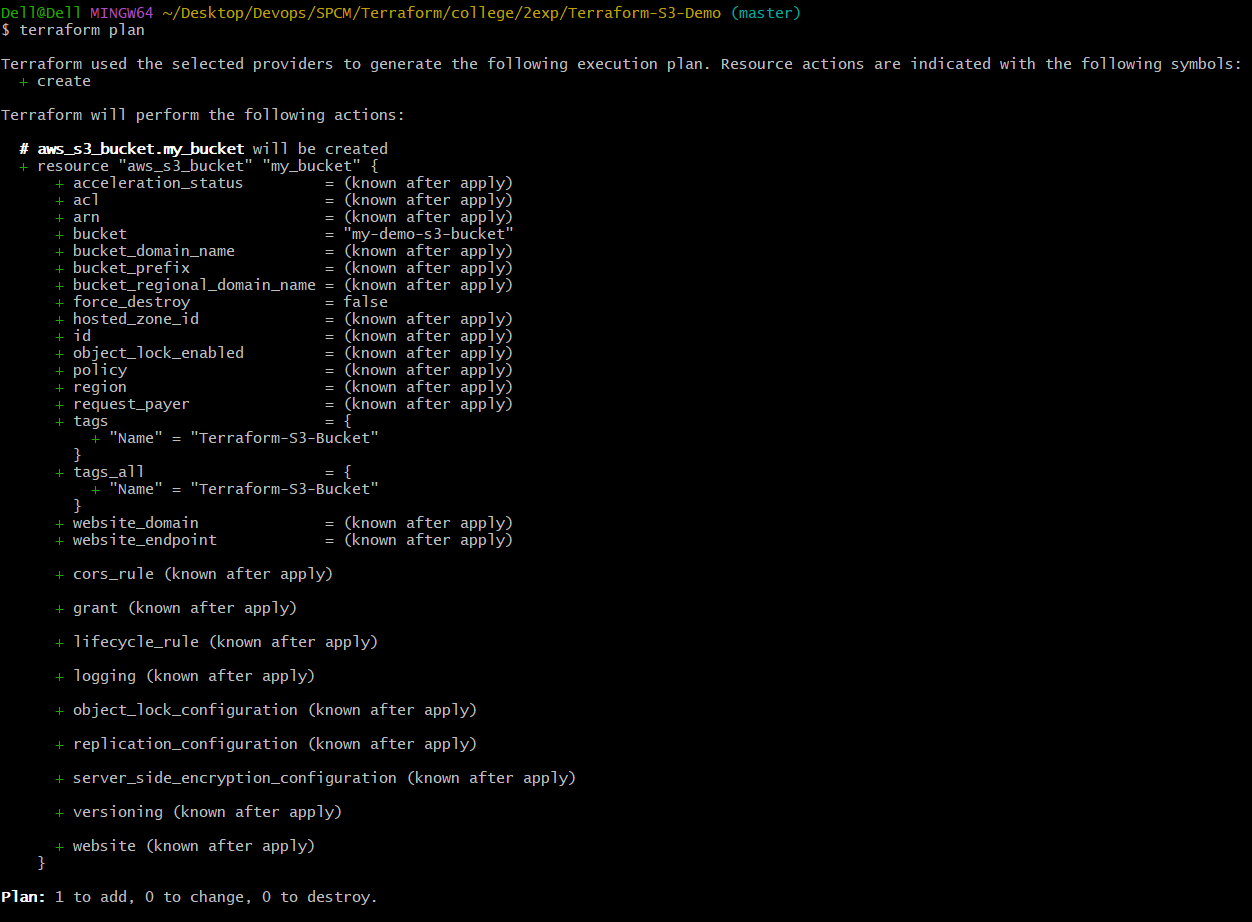 Dell@Dell MINGW64 ~/Desktop/Devops/SPCM/Terraform/college/2exp/Terraform-S3-Demo (master)
$ terraform plan

Terraform used the selected providers to generate the following execution plan. Resource actions are indicated with the following symbols:
  + create

Terraform will perform the following actions:

  # aws_s3_bucket.my_bucket will be created
  + resource "aws_s3_bucket" "my_bucket" {
      + acceleration_status         = (known after apply)
      + acl                         = (known after apply)
      + arn                         = (known after apply)
      + bucket                      = "my-demo-s3-bucket"
      + bucket_domain_name          = (known after apply)
      + bucket_prefix               = (known after apply)
      + bucket_regional_domain_name = (known after apply)
      + force_destroy               = false
      + hosted_zone_id              = (known after apply)
      + id                          = (known after apply)
      + object_lock_enabled         = (known after apply)
      + policy                      = (known after apply)
      + region                      = (known after apply)
      + request_payer               = (known after apply)
      + tags                        = {
          + "Name" = "Terraform-S3-Bucket"
        }
      + tags_all                    = {
          + "Name" = "Terraform-S3-Bucket"
        }
      + website_domain              = (known after apply)
      + website_endpoint            = (known after apply)

      + cors_rule (known after apply)

      + grant (known after apply)

      + lifecycle_rule (known after apply)

      + logging (known after apply)

      + object_lock_configuration (known after apply)

      + replication_configuration (known after apply)

      + server_side_encryption_configuration (known after apply)

      + versioning (known after apply)

      + website (known after apply)
    }

Plan: 1 to add, 0 to change, 0 to destroy.